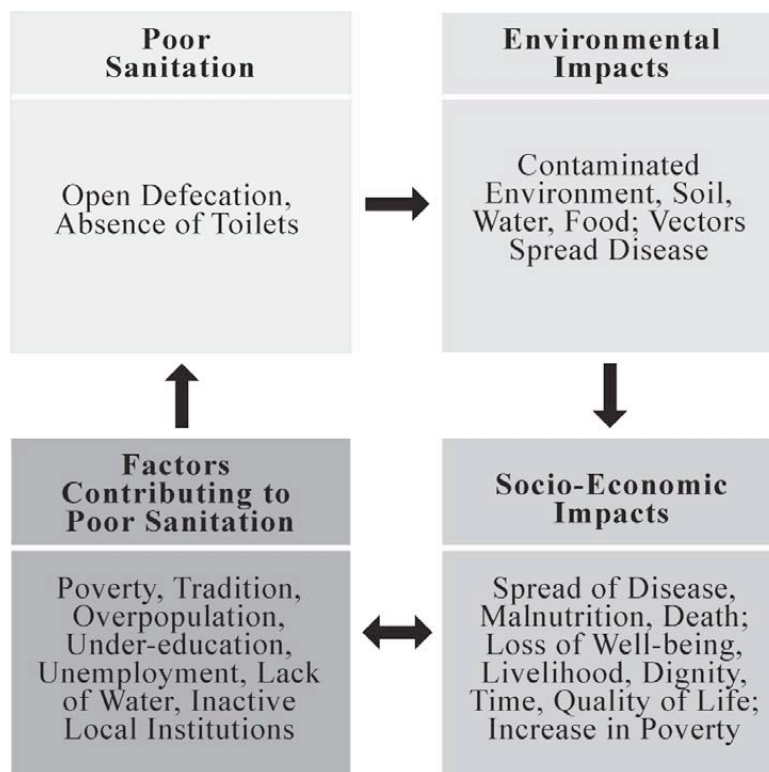 Poor
Sanitation
Open Defecation,
Absence of Toilets
Environmental
Impacts
Contaminated
Environment, Soil,
Water, Food; Vectors
Spread Disease
Factors
Contributing to
Poor Sanitation
Poverty, Tradition,
Overpopulation,
Under-education,
Unemployment, Lack
of Water, Inactive
Local Institutions
Socio-Economic
Impacts
Spread of Disease,
Malnutrition, Death;
Loss of Well-being,
Livelihood, Dignity,
Time, Quality of Life;
Increase in Poverty